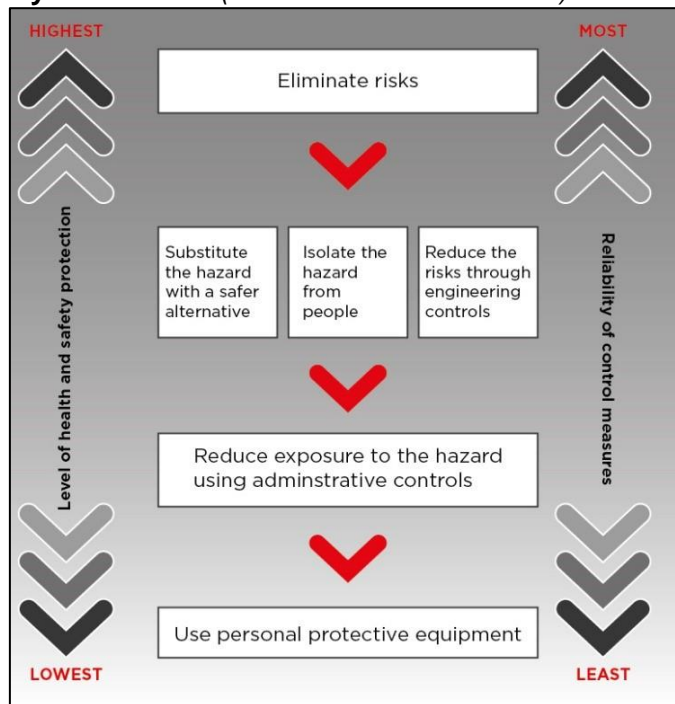 HIGHEST
MOST
Eliminate risks
Substitute
the hazard
with a safer
alternative
Isolate the
hazard
from
people
Reduce the
risks through
engineering
controls
Level of health and safety protection
Reliability of control measures
Reduce exposure to the hazard
using adminstrative controls
Use personal protective equipment
LOWEST
LEAST